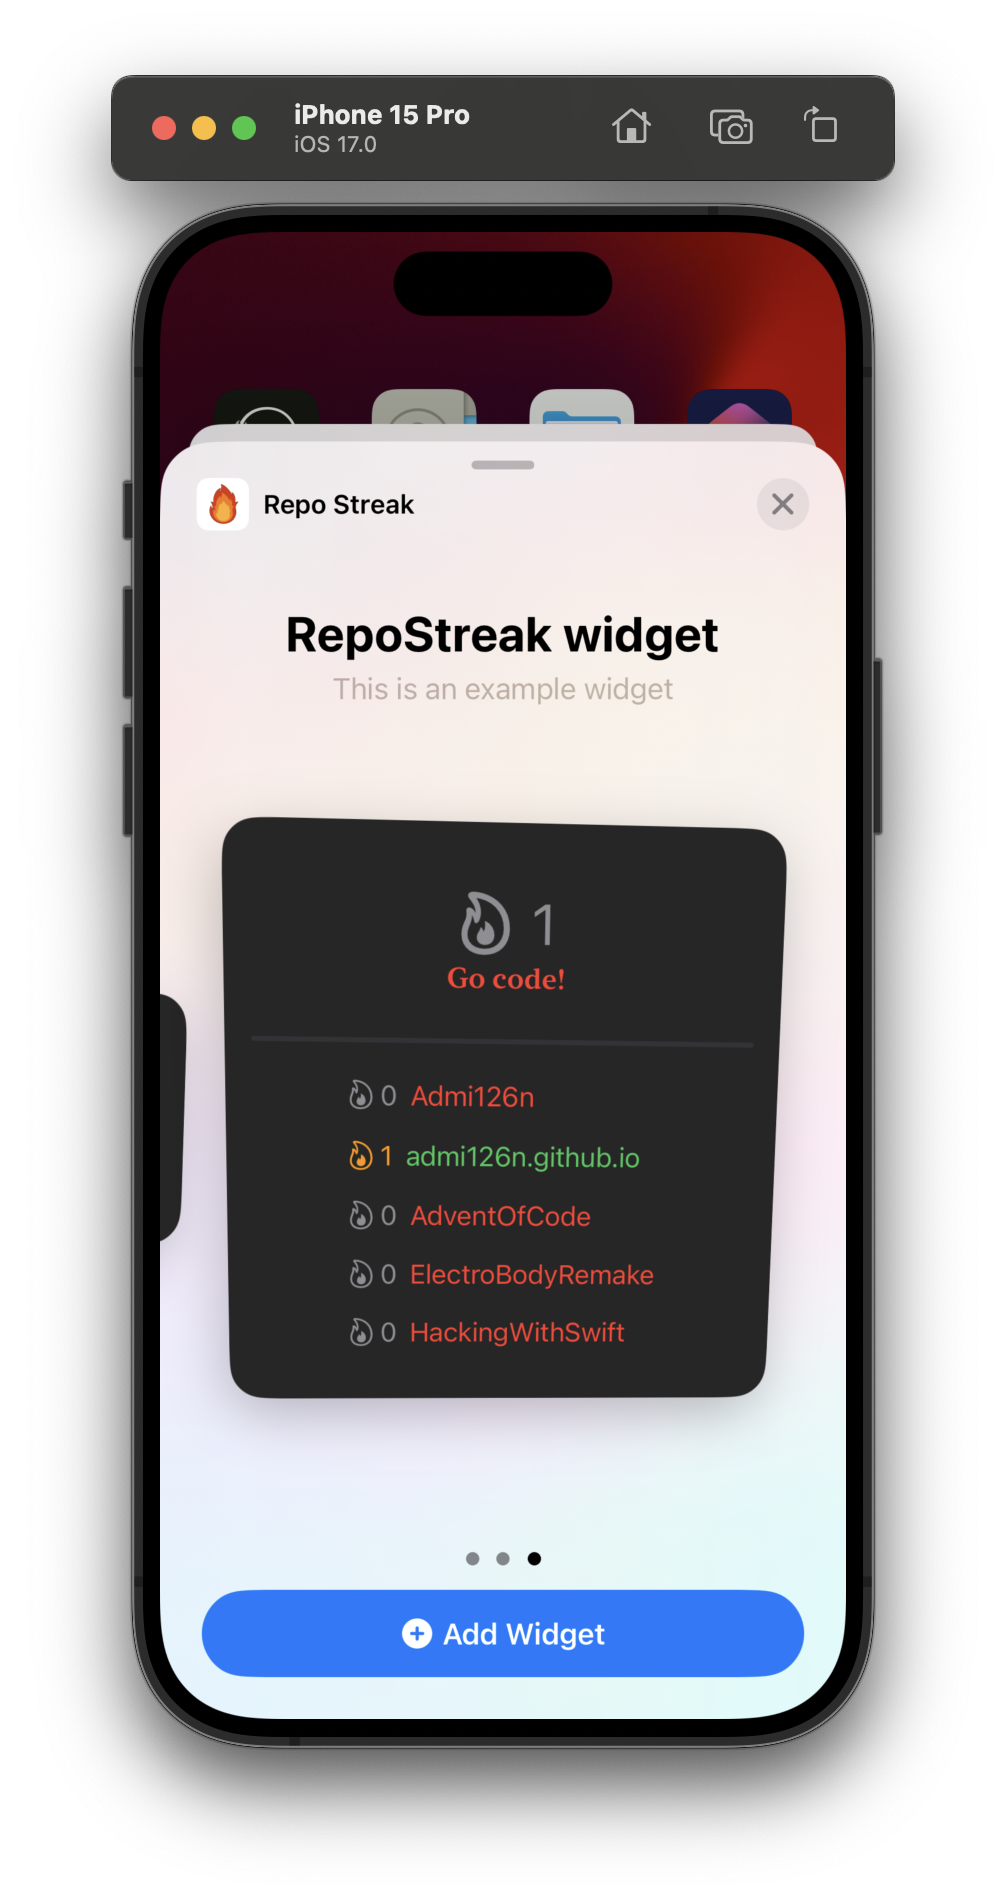 iPhone 15 Pro
iOS 17.0
Repo Streak
RepoStreak widget
This is an example widget
1
Go code!
0 Admi126n
1 admi126n.github.io
0 AdventOfCode
0 ElectroBodyRemake
0 HackingWithSwift
Add Widget